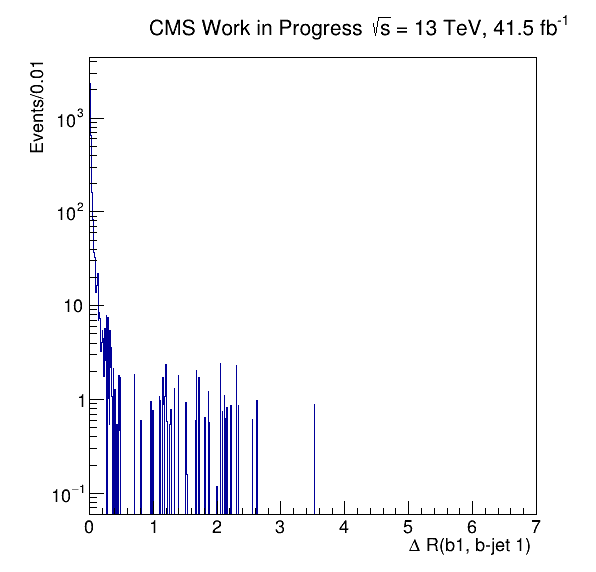 CMS Work in Progress √s = 13 TeV, 41.5 fb⁻¹
Events/0.01
10³
10²
10
1
10⁻¹
0 1 2 3 4 5 6 7
Δ R(b1, b-jet 1)